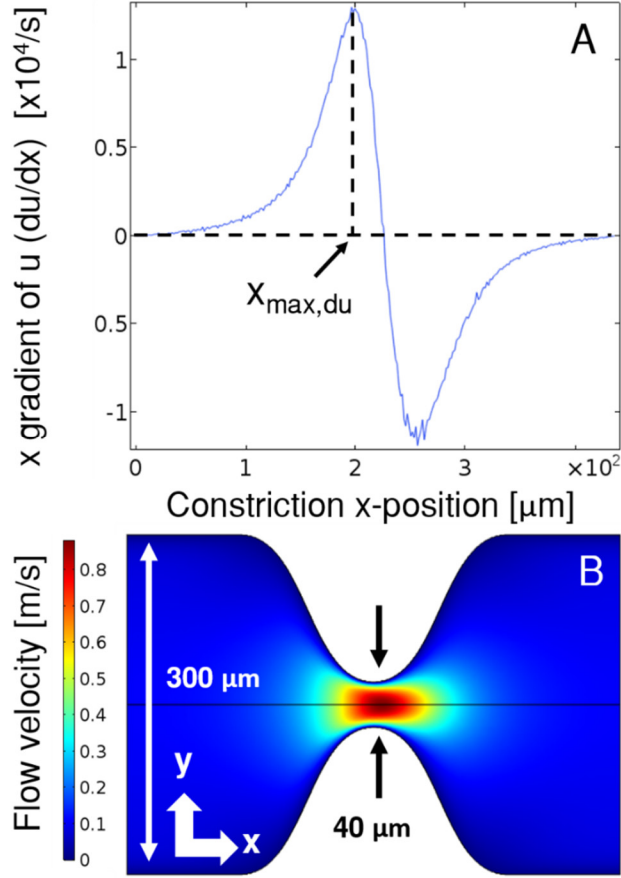 x gradient of u (du/dx) [x10⁴/s]
A
1
0.5
0
0.5
-1
X_max,du
0 1 2 3 ×10²
Constriction x-position [µm]
Flow velocity [m/s]
B
0.8
0.7
0.6
0.5
0.4
0.3
0.2
0.1
0
300 µm
y
x
40 µm